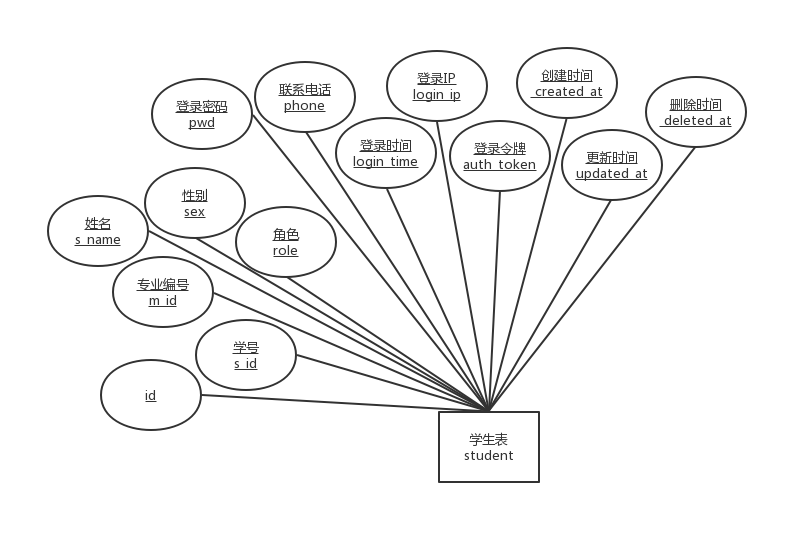 登录IP
login_ip
创建时间
created_at
联系电话
phone
登录密码
pwd
删除时间
deleted_at
登录时间
login_time
登录令牌
auth_token
更新时间
updated_at
性别
sex
姓名
s_name
角色
role
专业编号
m_id
学号
s_id
id
学生表
student